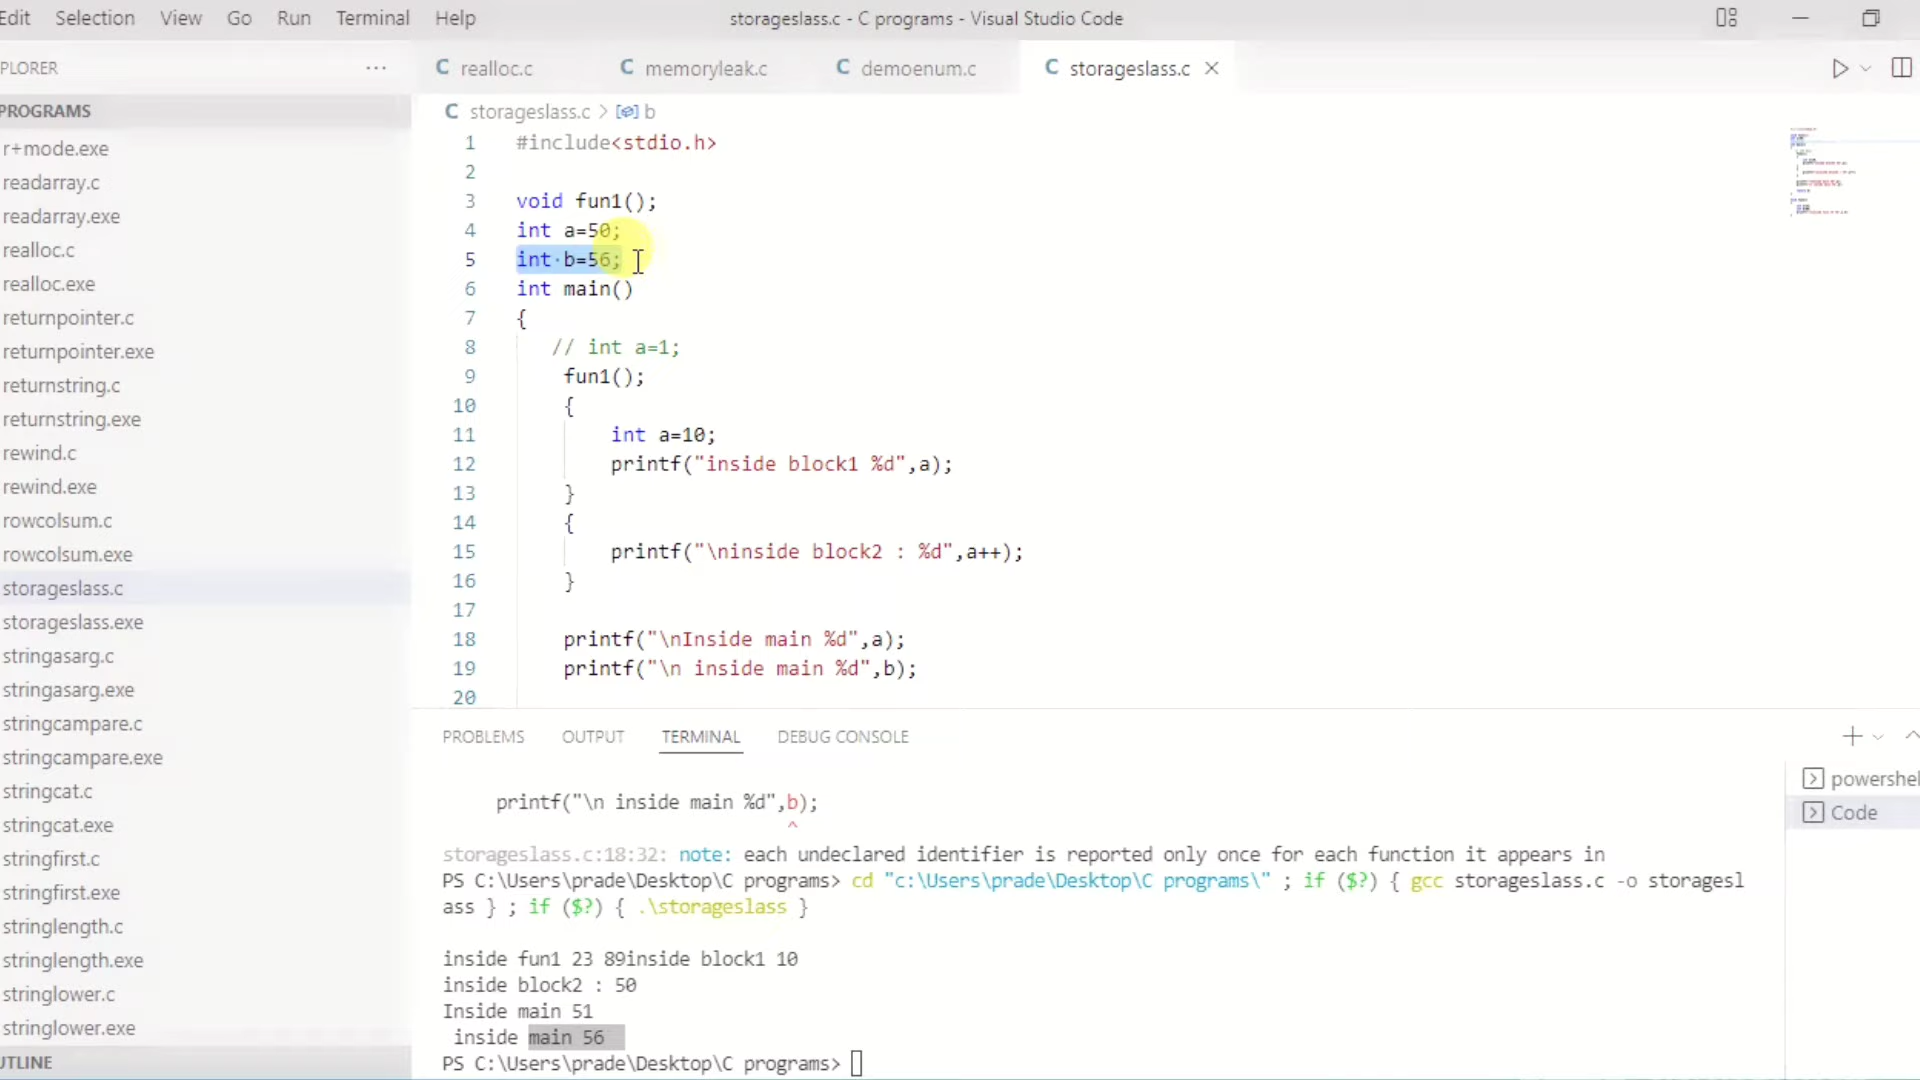 Edit Selection View Go Run Terminal Help storageslass.c - C programs - Visual Studio Code
PLORER ···
C realloc.c C memoryleak.c C demoenum.c C storageslass.c ×
PROGRAMS
r+mode.exe
readarray.c
readarray.exe
realloc.c
realloc.exe
returnpointer.c
returnpointer.exe
returnstring.c
returnstring.exe
rewind.c
rewind.exe
rowcolsum.c
rowcolsum.exe
storageslass.c
storageslass.exe
stringasarg.c
stringasarg.exe
stringcampare.c
stringcampare.exe
stringcat.c
stringcat.exe
stringfirst.c
stringfirst.exe
stringlength.c
stringlength.exe
stringlower.c
stringlower.exe
UTLINE
C storageslass.c > b
1 #include<stdio.h>
2
3 void fun1();
4 int a=50;
5 int·b=56;
6 int main()
7 {
8 // int a=1;
9 fun1();
10 {
11 int a=10;
12 printf("inside block1 %d",a);
13 }
14 {
15 printf("\ninside block2 : %d",a++);
16 }
17
18 printf("\nInside main %d",a);
19 printf("\n inside main %d",b);
20
PROBLEMS OUTPUT TERMINAL DEBUG CONSOLE
printf("\n inside main %d",b);
^
storageslass.c:18:32: note: each undeclared identifier is reported only once for each function it appears in
PS C:\Users\prade\Desktop\C programs> cd "c:\Users\prade\Desktop\C programs\" ; if ($?) { gcc storageslass.c -o storagesl
ass } ; if ($?) { .\storageslass }
inside fun1 23 89inside block1 10
inside block2 : 50
Inside main 51
inside main 56
PS C:\Users\prade\Desktop\C programs>
powershel
Code